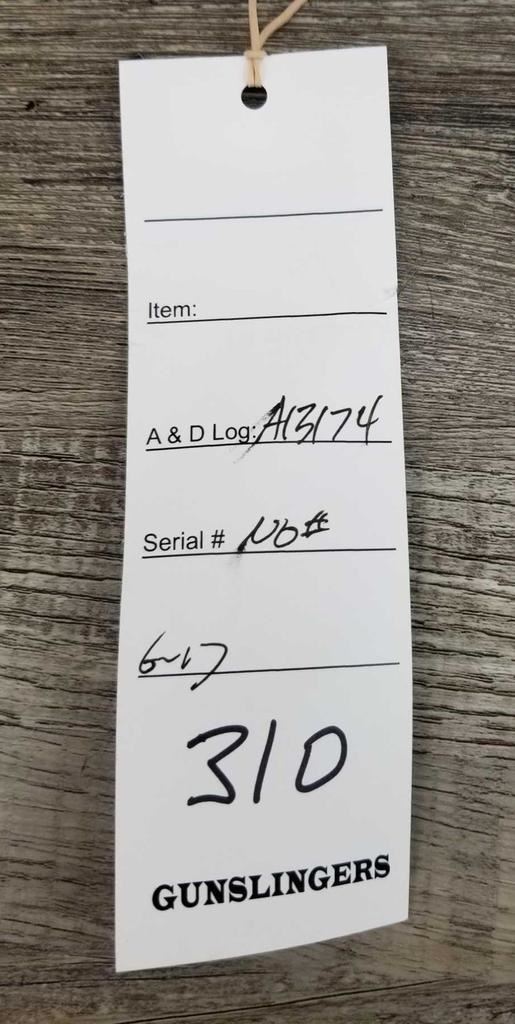 Item:
A & D Log: A13174
Serial # No #
6-17
310
GUNSLINGERS